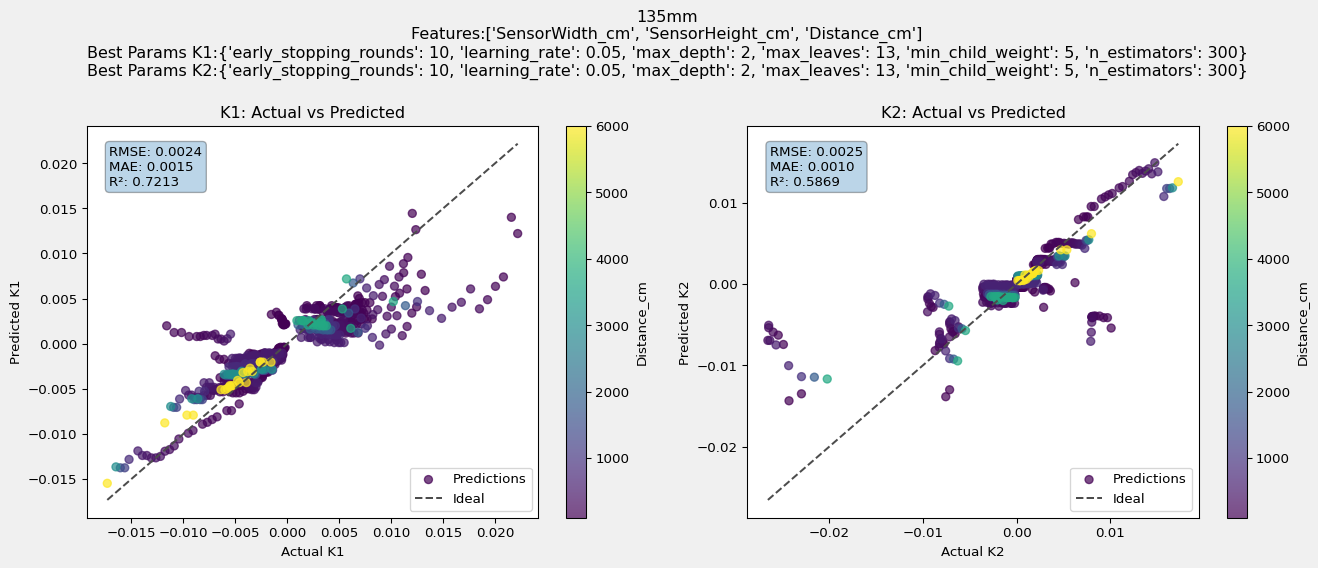 135mm
Features:['SensorWidth_cm', 'SensorHeight_cm', 'Distance_cm']
Best Params K1:{'early_stopping_rounds': 10, 'learning_rate': 0.05, 'max_depth': 2, 'max_leaves': 13, 'min_child_weight': 5, 'n_estimators': 300}
Best Params K2:{'early_stopping_rounds': 10, 'learning_rate': 0.05, 'max_depth': 2, 'max_leaves': 13, 'min_child_weight': 5, 'n_estimators': 300}
K1: Actual vs Predicted
RMSE: 0.0024
MAE: 0.0015
R²: 0.7213
0.020
0.015
0.010
0.005
0.000
−0.005
−0.010
−0.015
Predicted K1
−0.015
−0.010
−0.005
0.000
0.005
0.010
0.015
0.020
Actual K1
Predictions
Ideal
6000
5000
4000
3000
2000
1000
Distance_cm
K2: Actual vs Predicted
RMSE: 0.0025
MAE: 0.0010
R²: 0.5869
0.01
0.00
−0.01
−0.02
Predicted K2
−0.02
−0.01
0.00
0.01
Actual K2
Predictions
Ideal
6000
5000
4000
3000
2000
1000
Distance_cm